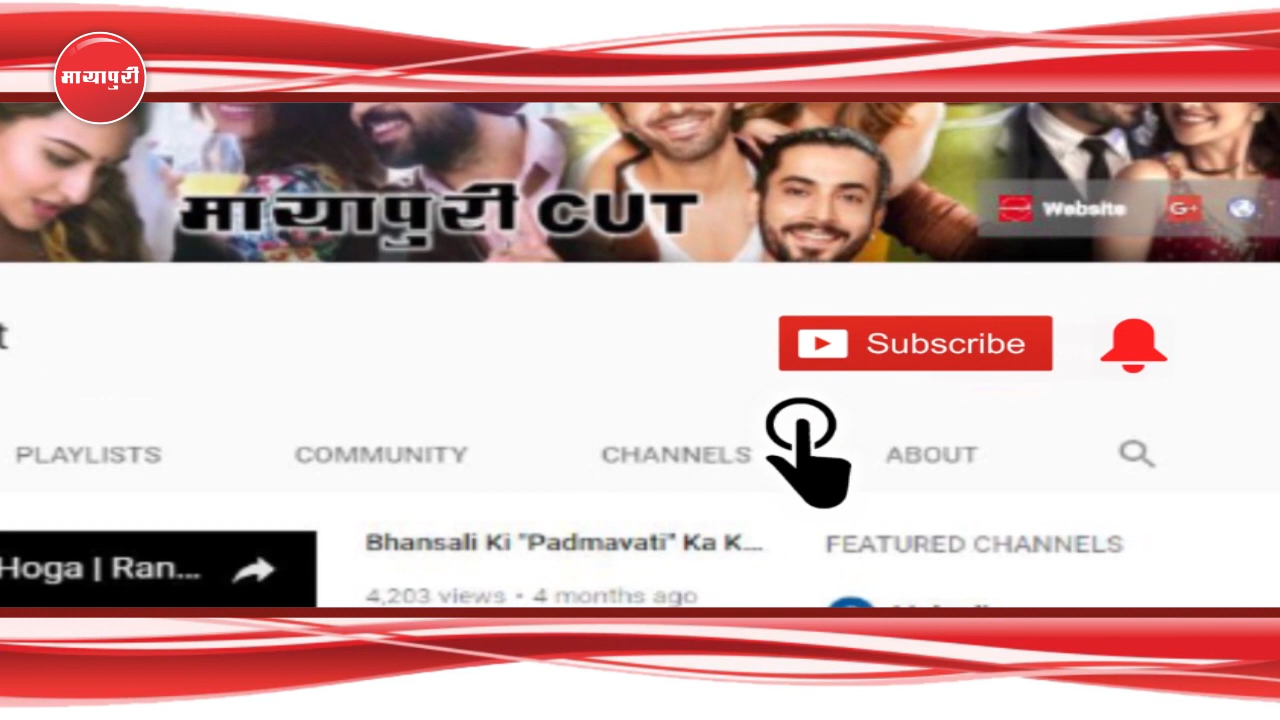 मायापुरी
मायापुरी CUT
Website
G+
t
Subscribe
PLAYLISTS
COMMUNITY
CHANNELS
ABOUT
Bhansali Ki "Padmavati" Ka K...
FEATURED CHANNELS
Hoga | Ran...
4,203 views • 4 months ago